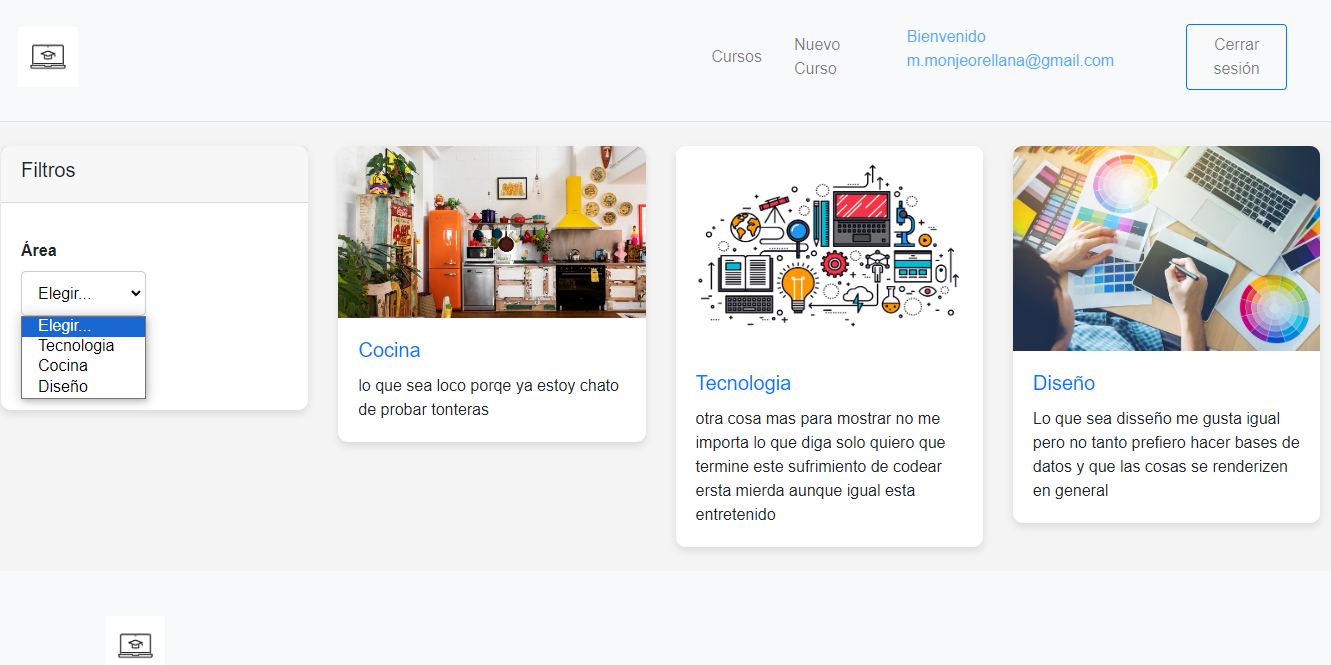 Cursos
Nuevo
Curso
Bienvenido
m.monjeorellana@gmail.com
Cerrar
sesión
Filtros
Área
Elegir...
Elegir...
Tecnologia
Cocina
Diseño
Cocina
lo que sea loco porqe ya estoy chato
de probar tonteras
Tecnologia
otra cosa mas para mostrar no me
importa lo que diga solo quiero que
termine este sufrimiento de codear
ersta mierda aunque igual esta
entretenido
Diseño
Lo que sea disseño me gusta igual
pero no tanto prefiero hacer bases de
datos y que las cosas se renderizen
en general